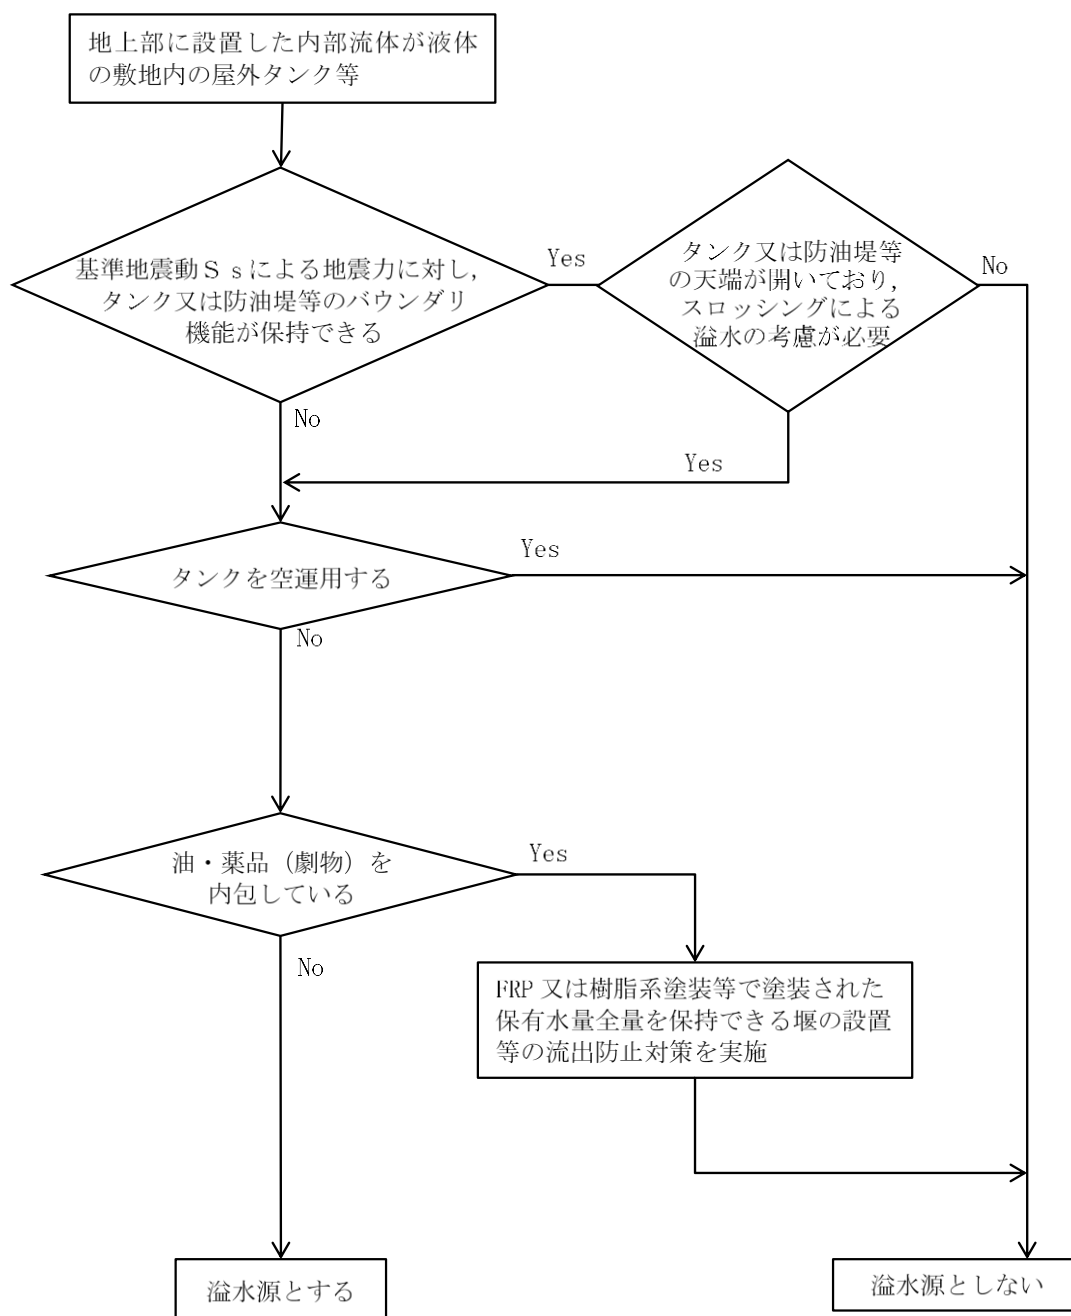 地上部に設置した内部流体が液体
の敷地内の屋外タンク等
基準地震動Ｓｓによる地震力に対し，
タンク又は防油堤等のバウンダリ
機能が保持できる
Yes
タンク又は防油堤等
の天端が開いており，
スロッシングによる
溢水の考慮が必要
No
No
Yes
タンクを空運用する
Yes
No
油・薬品（劇物）を
内包している
Yes
No
FRP 又は樹脂系塗装等で塗装された
保有水量全量を保持できる堰の設置
等の流出防止対策を実施
溢水源とする
溢水源としない